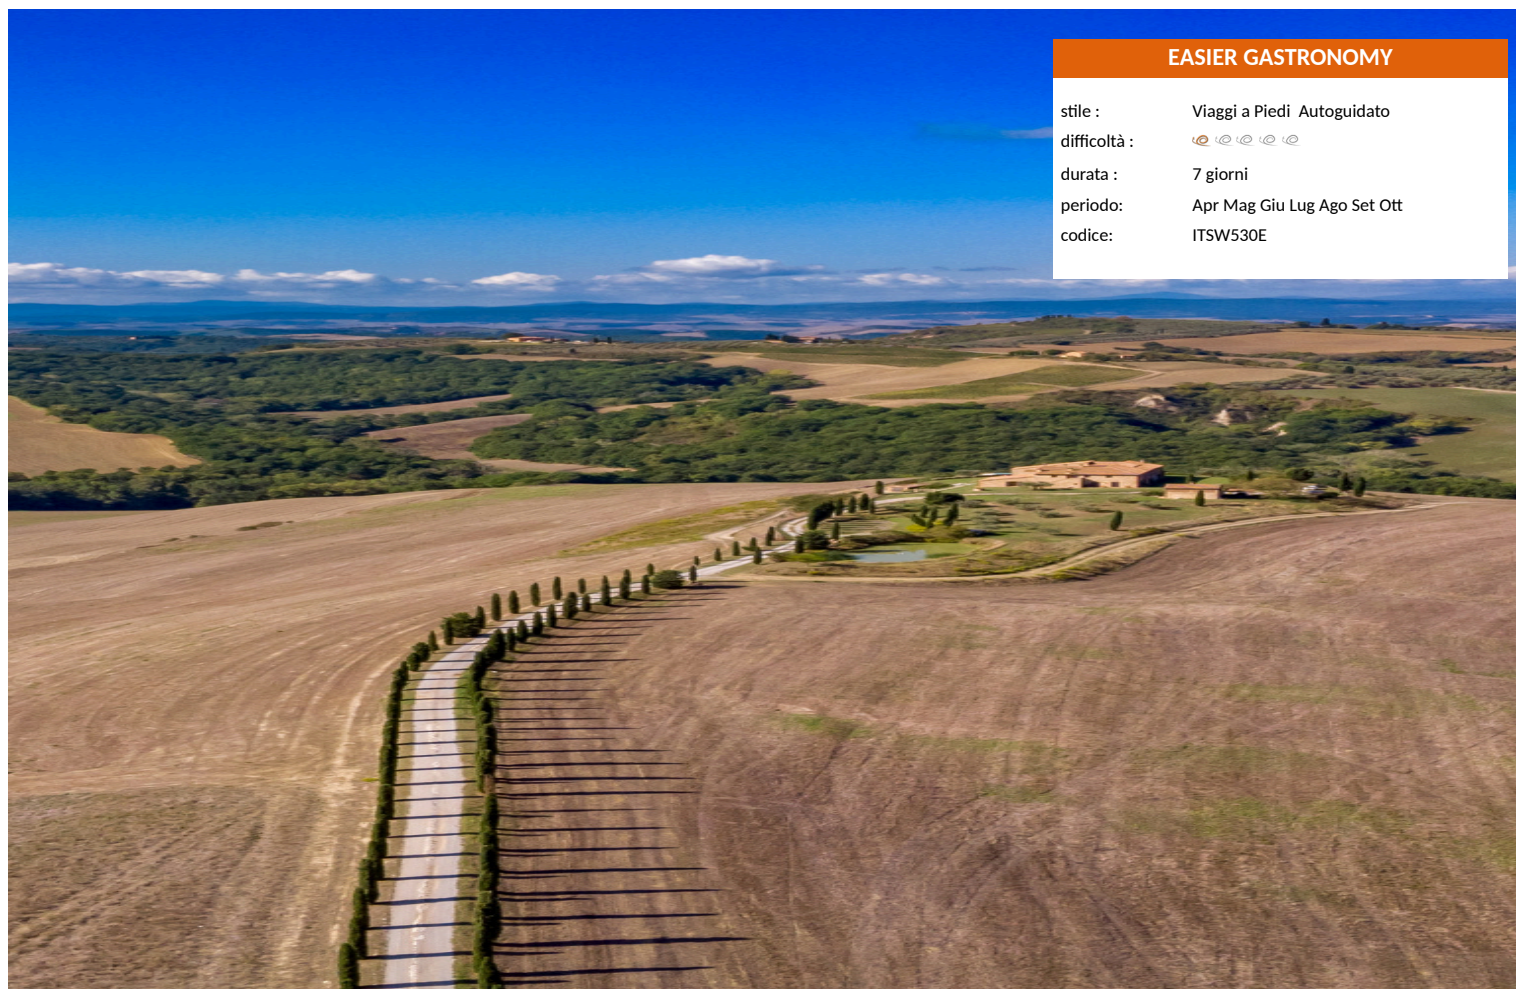 EASIER GASTRONOMY
stile : Viaggi a Piedi Autoguidato
difficoltà :
durata : 7 giorni
periodo: Apr Mag Giu Lug Ago Set Ott
codice: ITSW530E